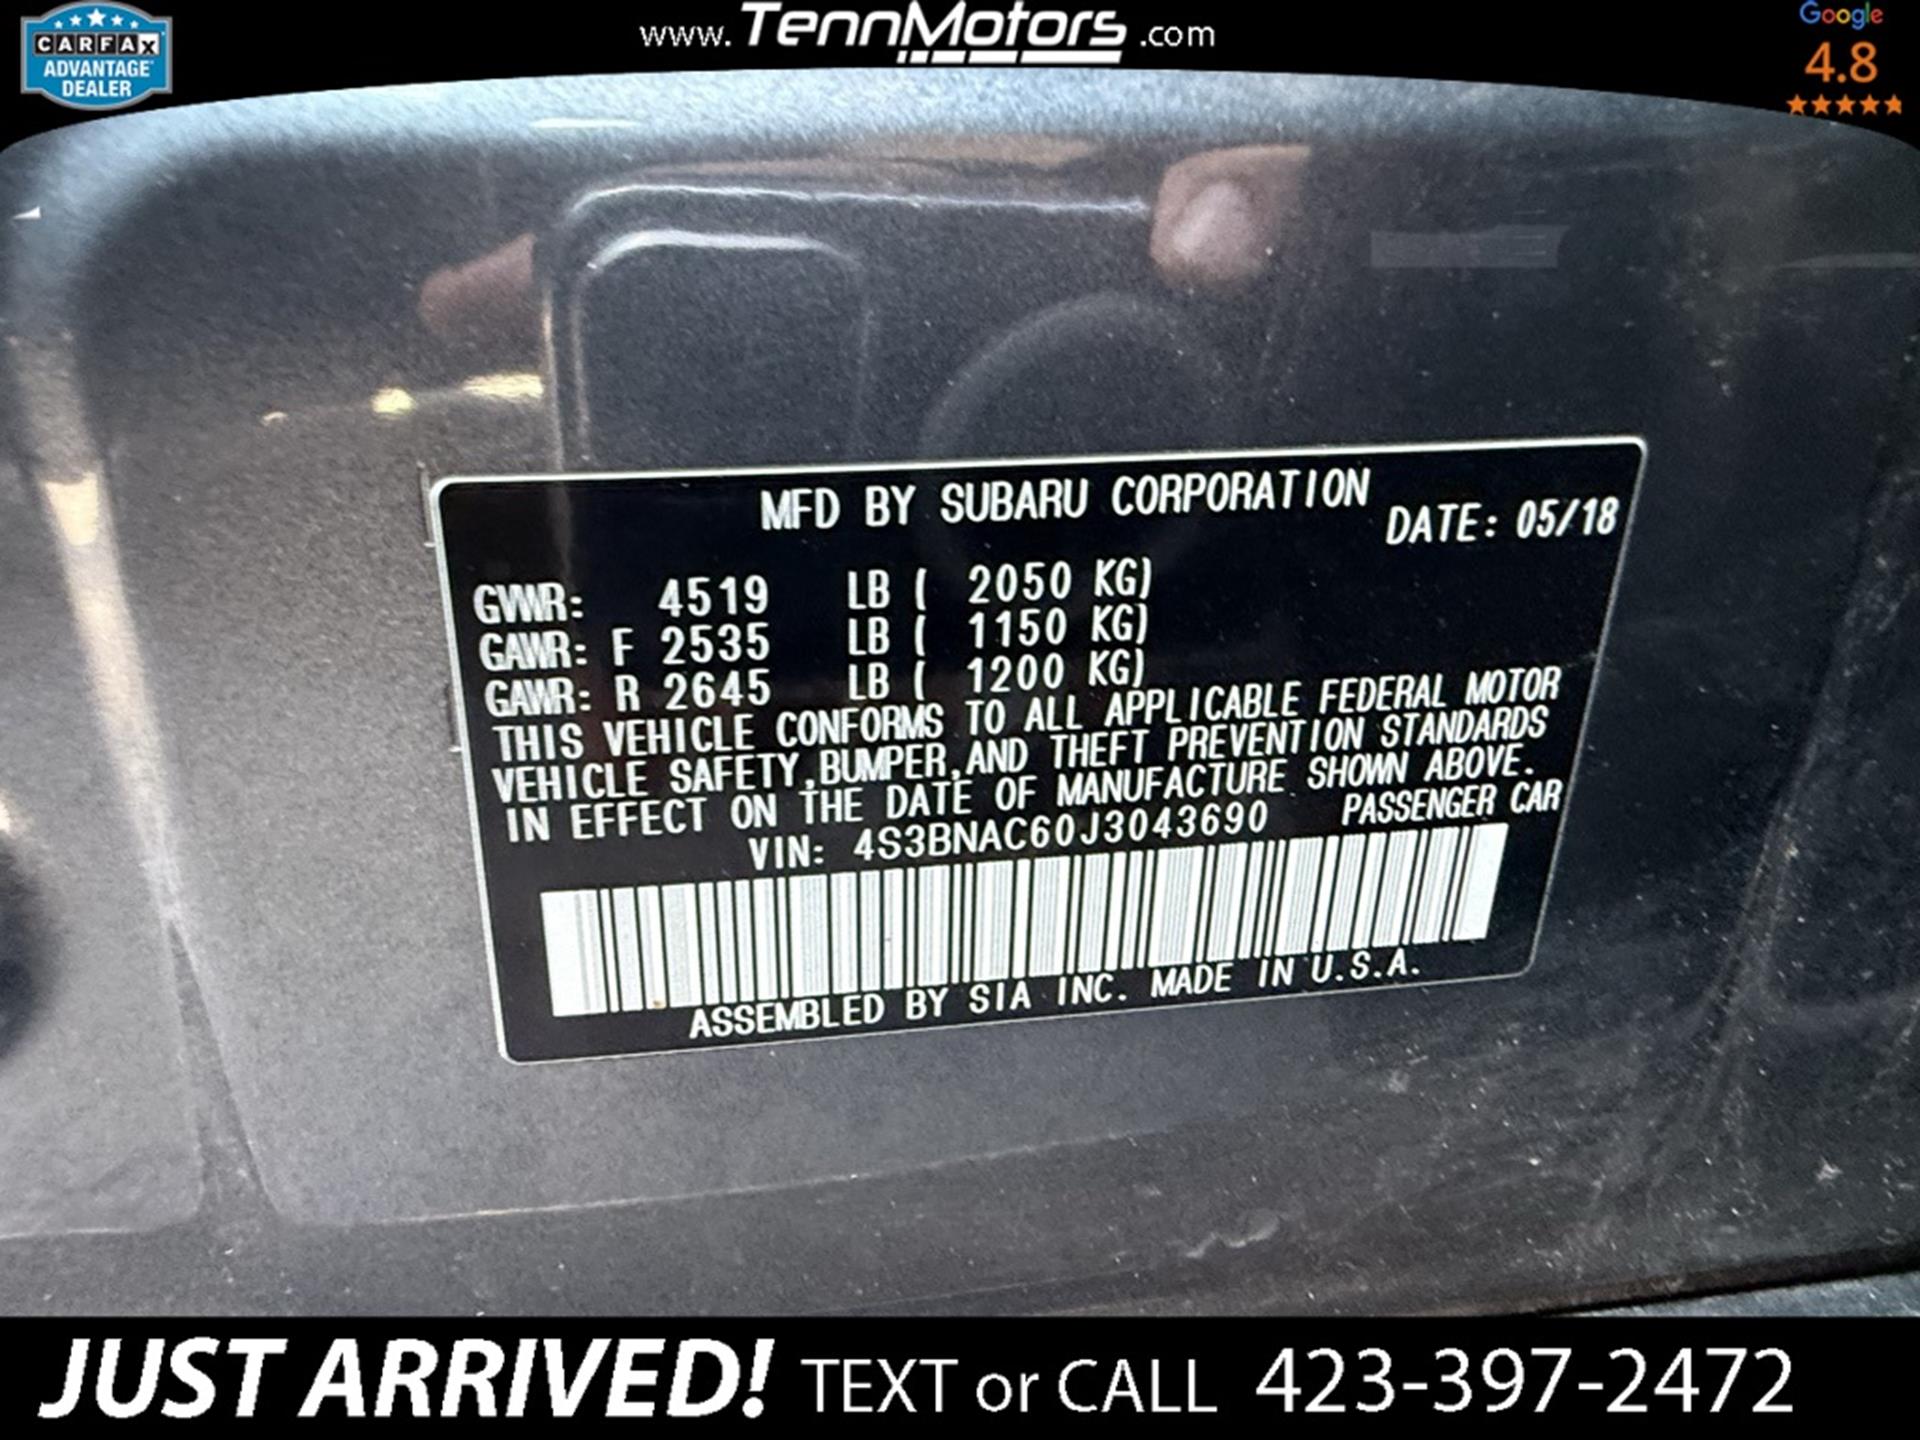 CARFAX
ADVANTAGE
DEALER
www.TennMotors.com
Google
4.8
MFD BY SUBARU CORPORATION
DATE: 05/18
GVWR: 4519 LB ( 2050 KG)
GAWR: F 2535 LB ( 1150 KG)
GAWR: R 2645 LB ( 1200 KG)
THIS VEHICLE CONFORMS TO ALL APPLICABLE FEDERAL MOTOR
VEHICLE SAFETY,BUMPER,AND THEFT PREVENTION STANDARDS
IN EFFECT ON THE DATE OF MANUFACTURE SHOWN ABOVE.
VIN: 4S3BNAC60J3043690 PASSENGER CAR
ASSEMBLED BY SIA INC. MADE IN U.S.A.
JUST ARRIVED! TEXT or CALL 423-397-2472